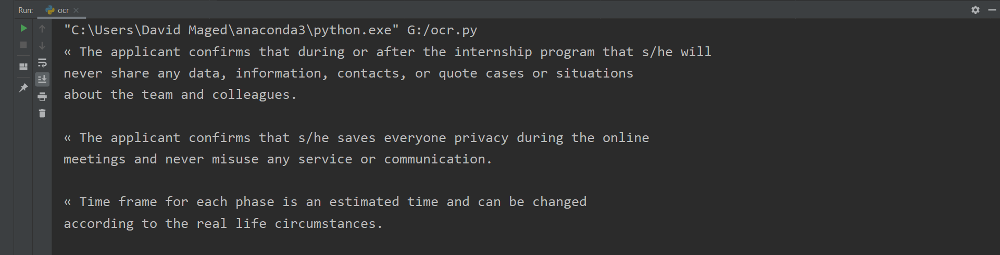 Run: ocr
"C:\Users\David Maged\anaconda3\python.exe" G:/ocr.py
« The applicant confirms that during or after the internship program that s/he will
never share any data, information, contacts, or quote cases or situations
about the team and colleagues.
« The applicant confirms that s/he saves everyone privacy during the online
meetings and never misuse any service or communication.
« Time frame for each phase is an estimated time and can be changed
according to the real life circumstances.